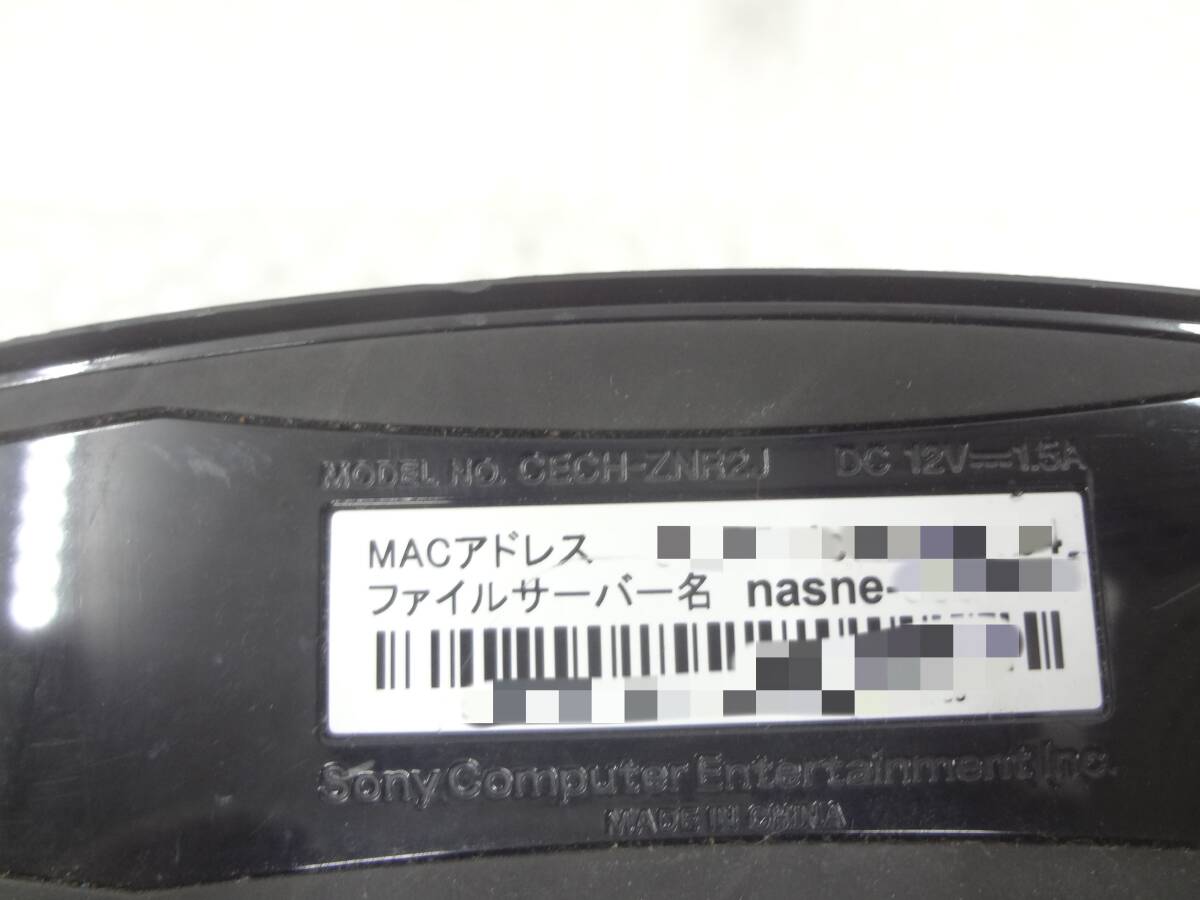 MODEL NO. CECH-ZNR2J DC 12V⎓1.5A
MACアドレス
ファイルサーバー名 nasne-
Sony Computer Entertainment Inc.
MADE IN CHINA